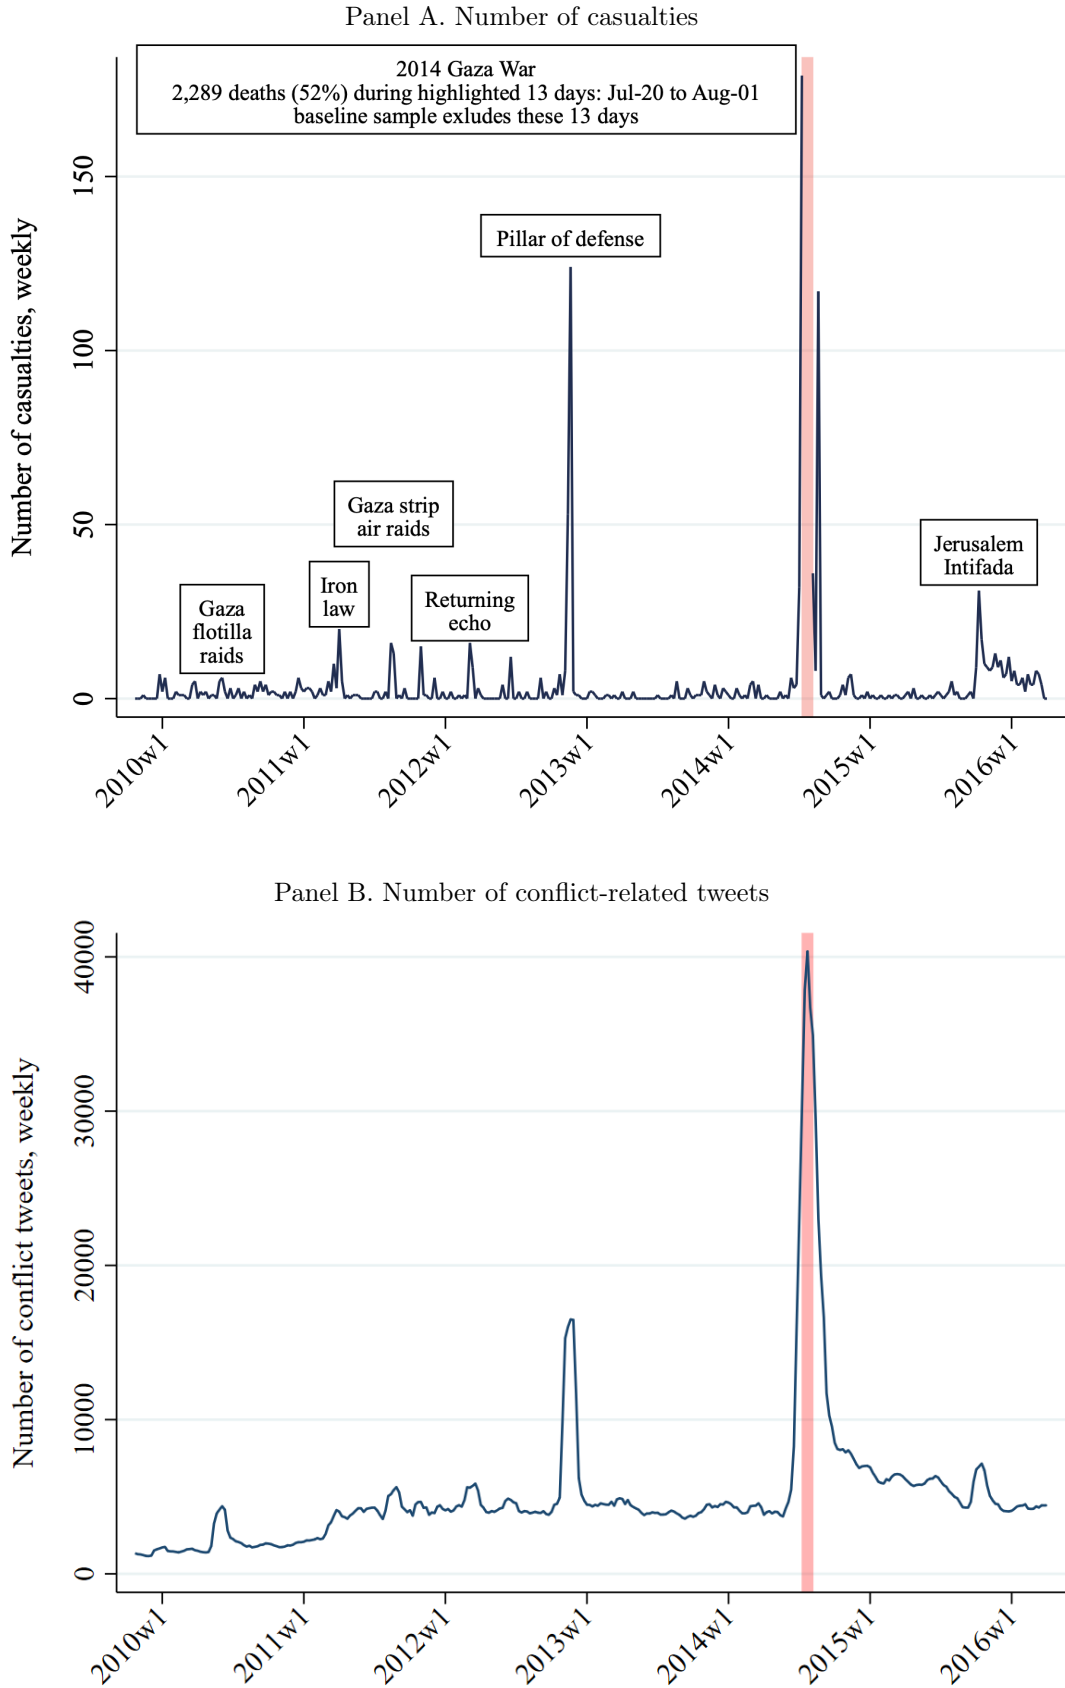 Panel A. Number of casualties
2014 Gaza War
2,289 deaths (52%) during highlighted 13 days: Jul-20 to Aug-01
baseline sample exludes these 13 days
Number of casualties, weekly
150
100
50
0
Pillar of defense
Gaza strip
air raids
Iron
law
Gaza
flotilla
raids
Returning
echo
Jerusalem
Intifada
2010w1
2011w1
2012w1
2013w1
2014w1
2015w1
2016w1
Panel B. Number of conflict-related tweets
Number of conflict tweets, weekly
40000
30000
20000
10000
0
2010w1
2011w1
2012w1
2013w1
2014w1
2015w1
2016w1